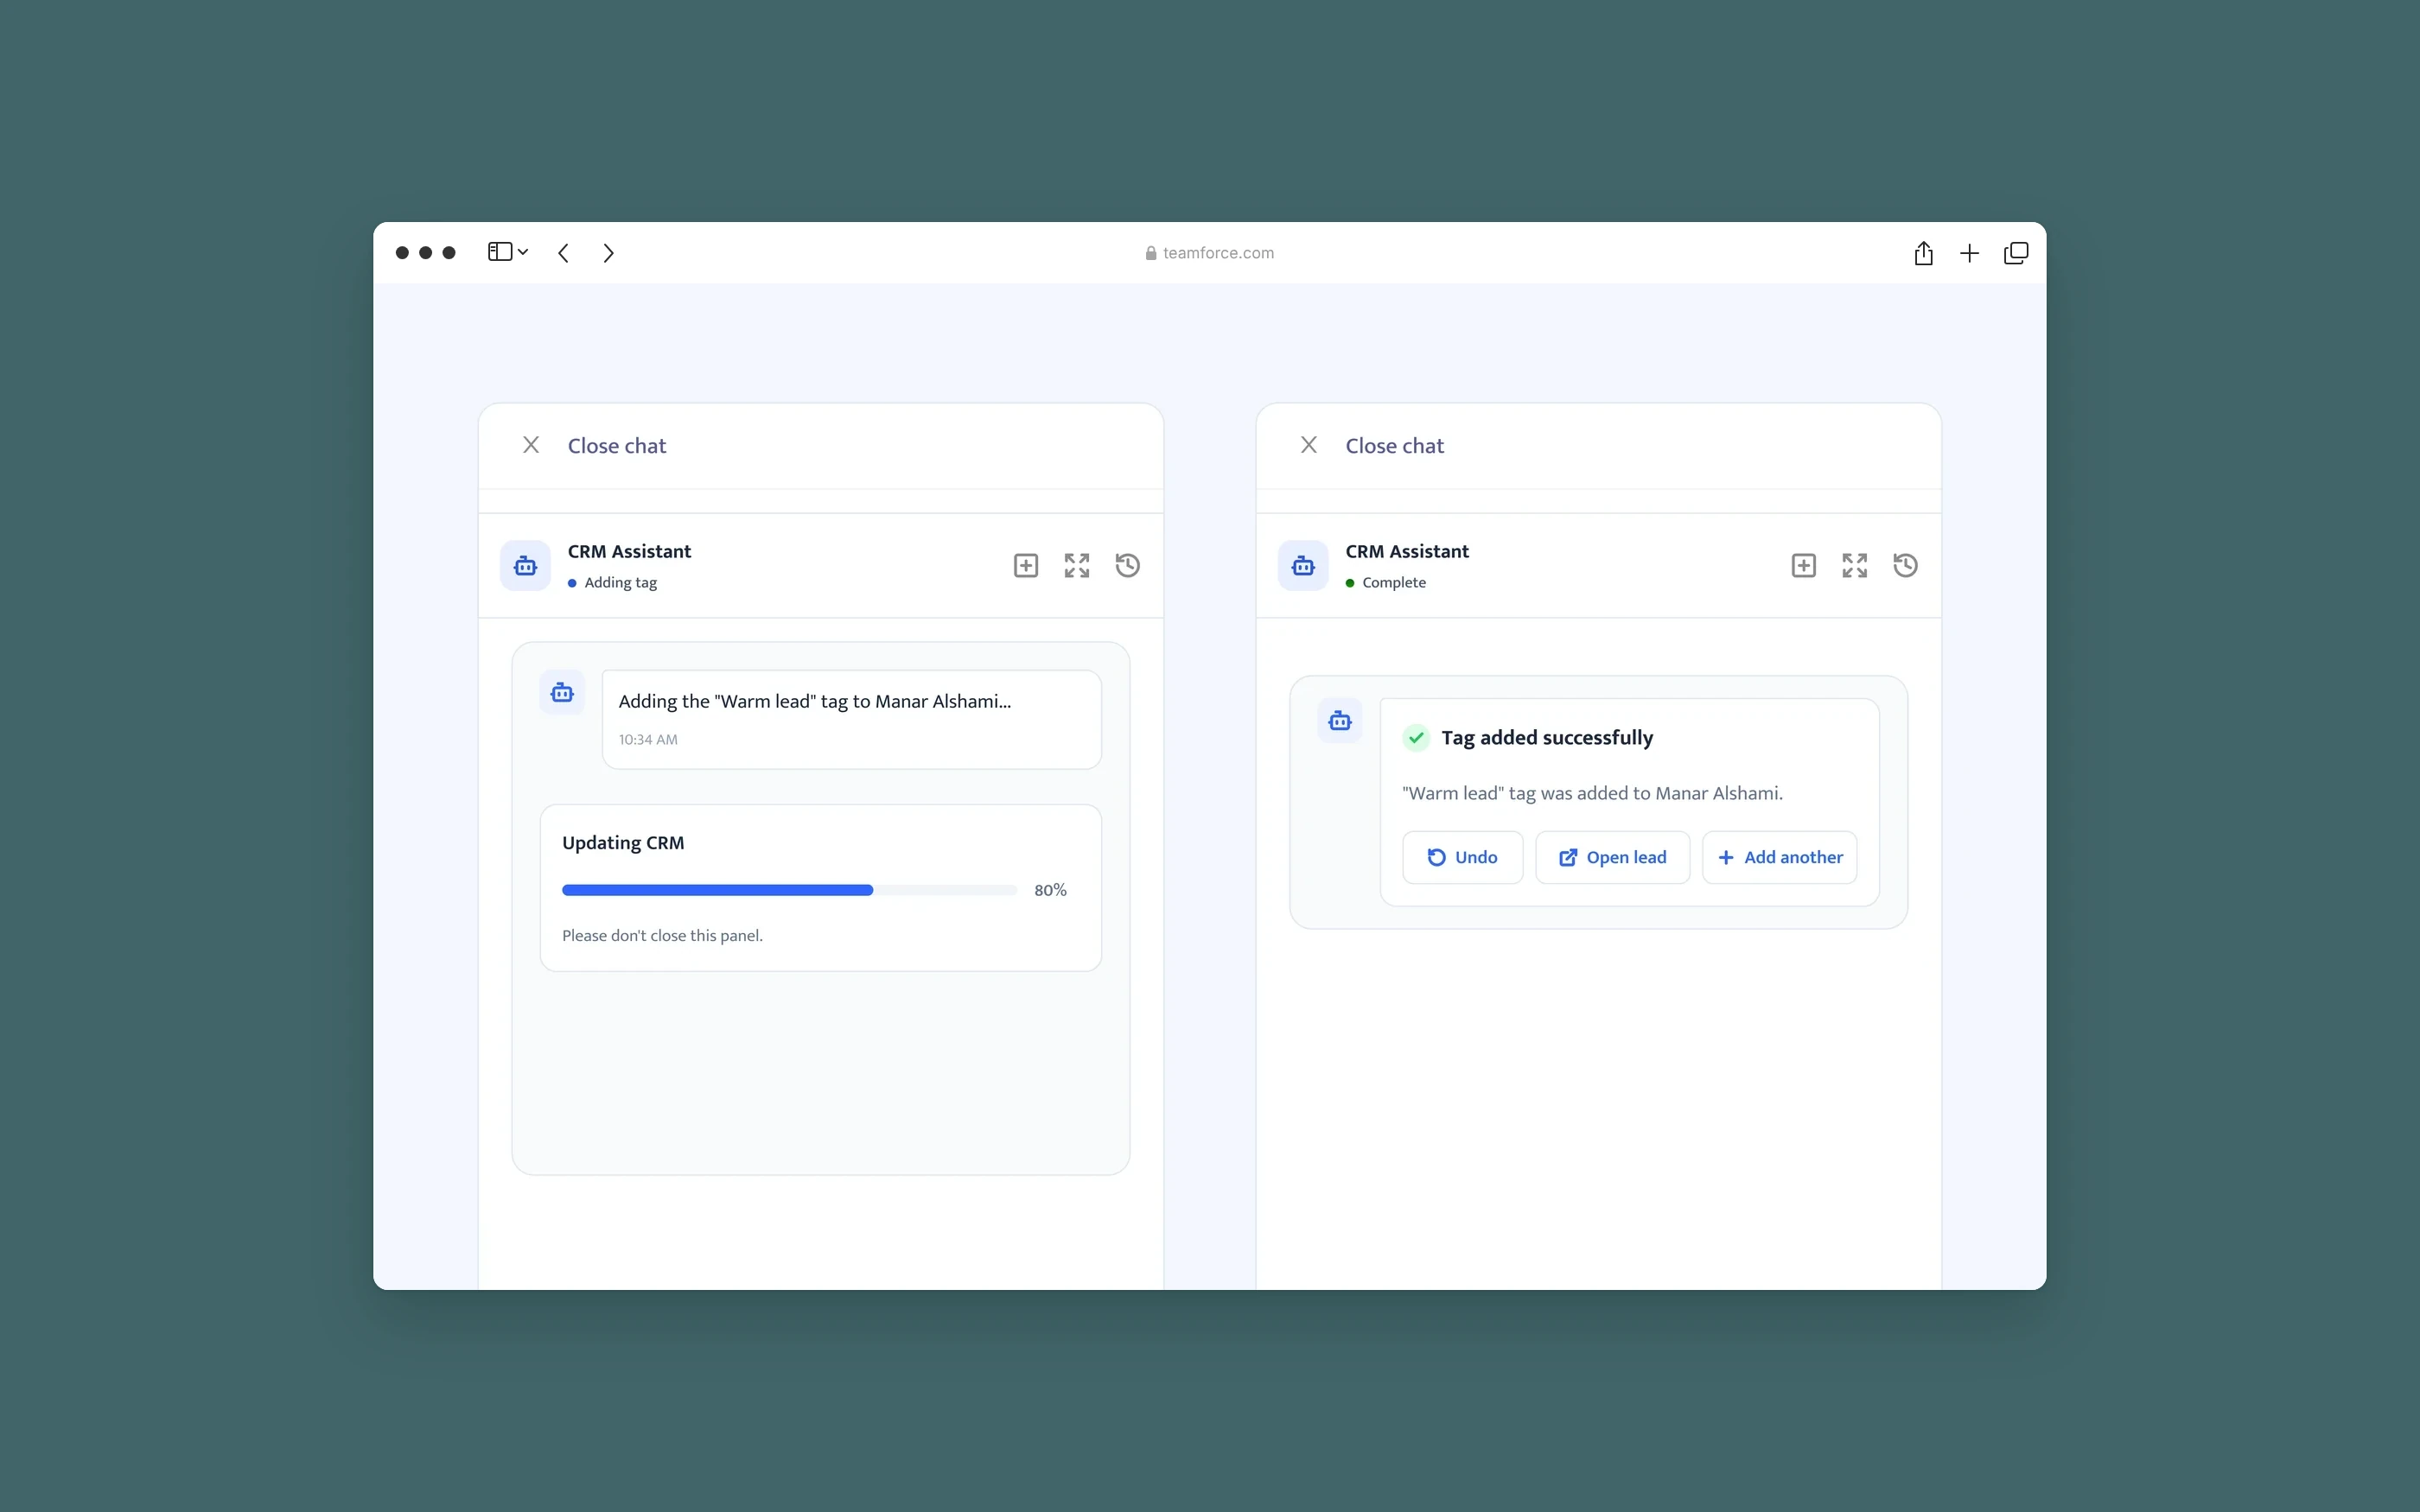 teamforce.com
Close chat
CRM Assistant
Adding tag
Adding the "Warm lead" tag to Manar Alshami...
10:34 AM
Updating CRM
80%
Please don't close this panel.
Close chat
CRM Assistant
Complete
Tag added successfully
"Warm lead" tag was added to Manar Alshami.
Undo
Open lead
Add another